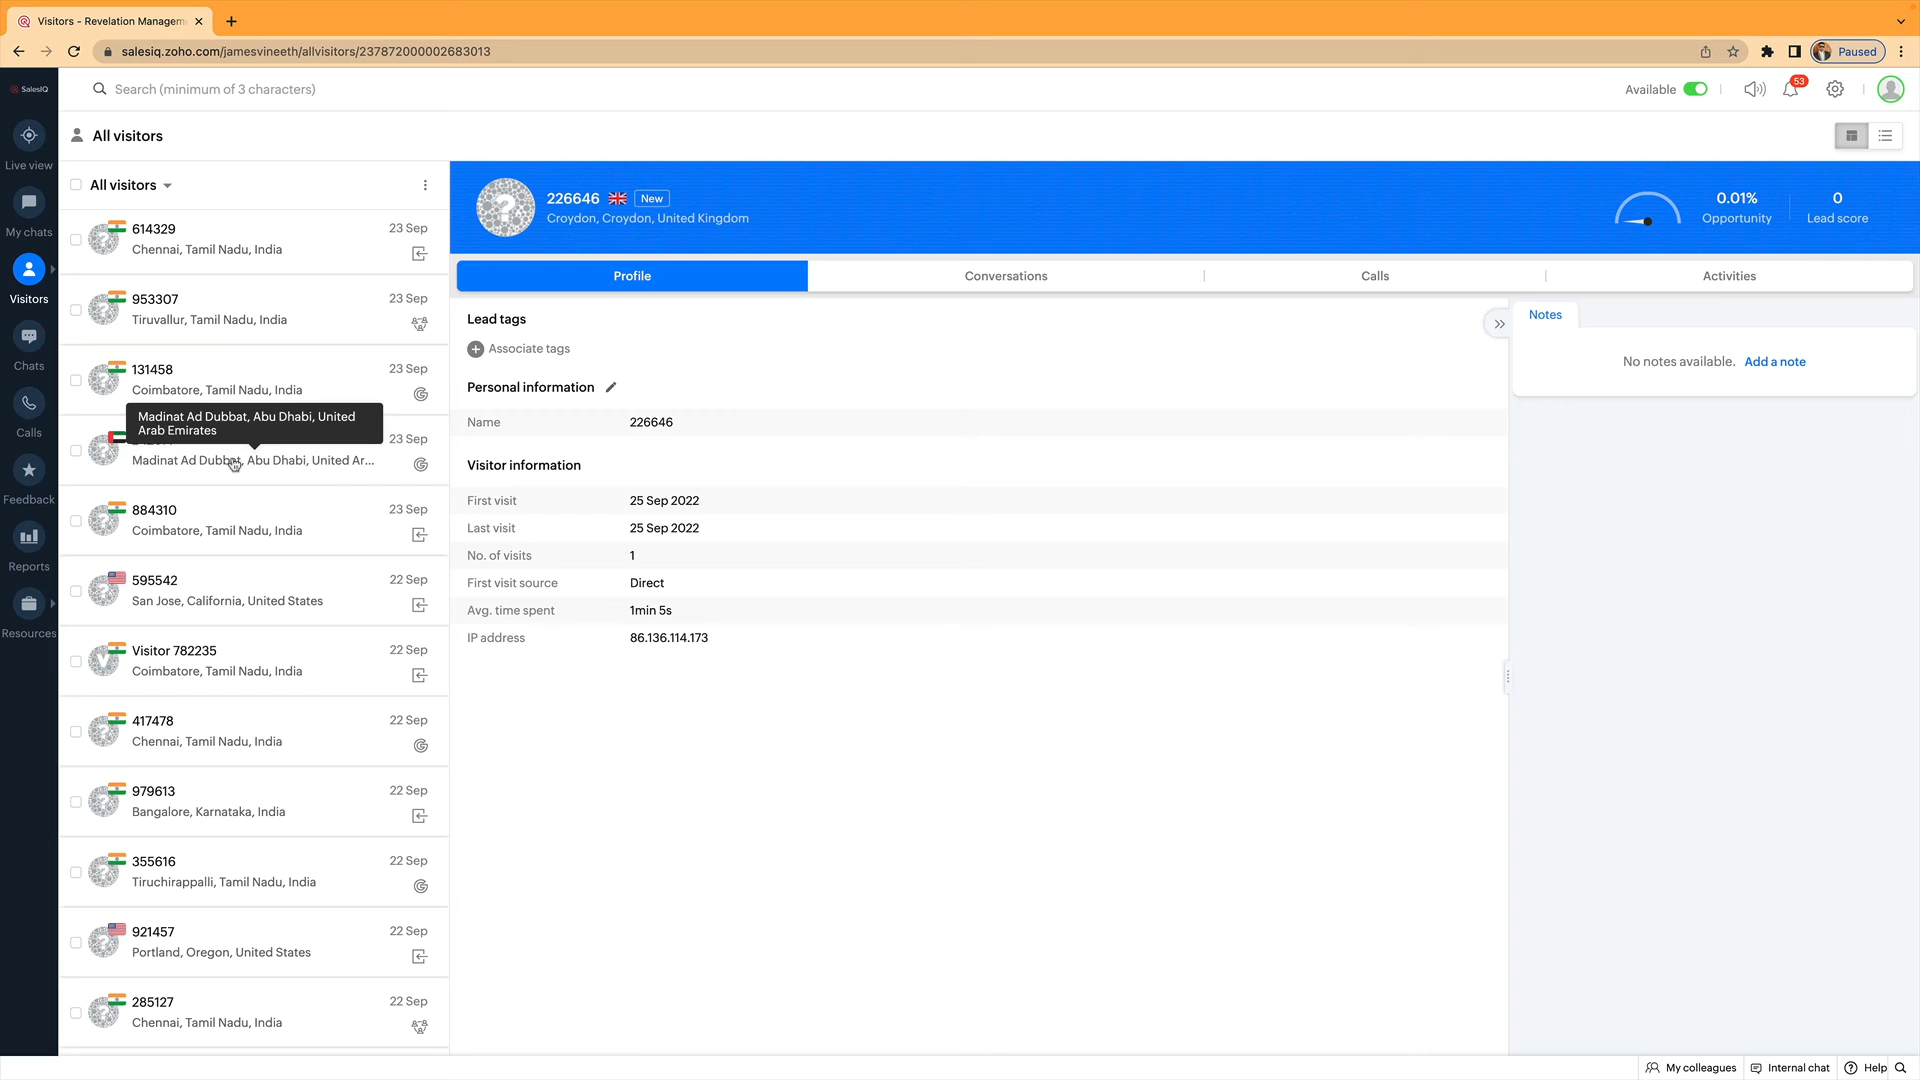 Visitors - Revelation Managem
salesiq.zoho.com/jamesvineeth/allvisitors/237872000002683013
Paused
SalesIQ
Search (minimum of 3 characters)
Available
53
Live view
My chats
Visitors
Chats
Calls
Feedback
Reports
Resources
All visitors
All visitors
614329
23 Sep
Chennai, Tamil Nadu, India
953307
23 Sep
Tiruvallur, Tamil Nadu, India
131458
23 Sep
Coimbatore, Tamil Nadu, India
Madinat Ad Dubbat, Abu Dhabi, United
Arab Emirates
23 Sep
Madinat Ad Dubbat, Abu Dhabi, United Ar...
884310
23 Sep
Coimbatore, Tamil Nadu, India
595542
22 Sep
San Jose, California, United States
V
Visitor 782235
22 Sep
Coimbatore, Tamil Nadu, India
417478
22 Sep
Chennai, Tamil Nadu, India
979613
22 Sep
Bangalore, Karnataka, India
355616
22 Sep
Tiruchirappalli, Tamil Nadu, India
921457
22 Sep
Portland, Oregon, United States
285127
22 Sep
Chennai, Tamil Nadu, India
226646 New
Croydon, Croydon, United Kingdom
0.01%
Opportunity
0
Lead score
Profile
Conversations
Calls
Activities
Lead tags
Associate tags
Personal information
Name 226646
Visitor information
First visit 25 Sep 2022
Last visit 25 Sep 2022
No. of visits 1
First visit source Direct
Avg. time spent 1min 5s
IP address 86.136.114.173
Notes
No notes available. Add a note
My colleagues
Internal chat
Help